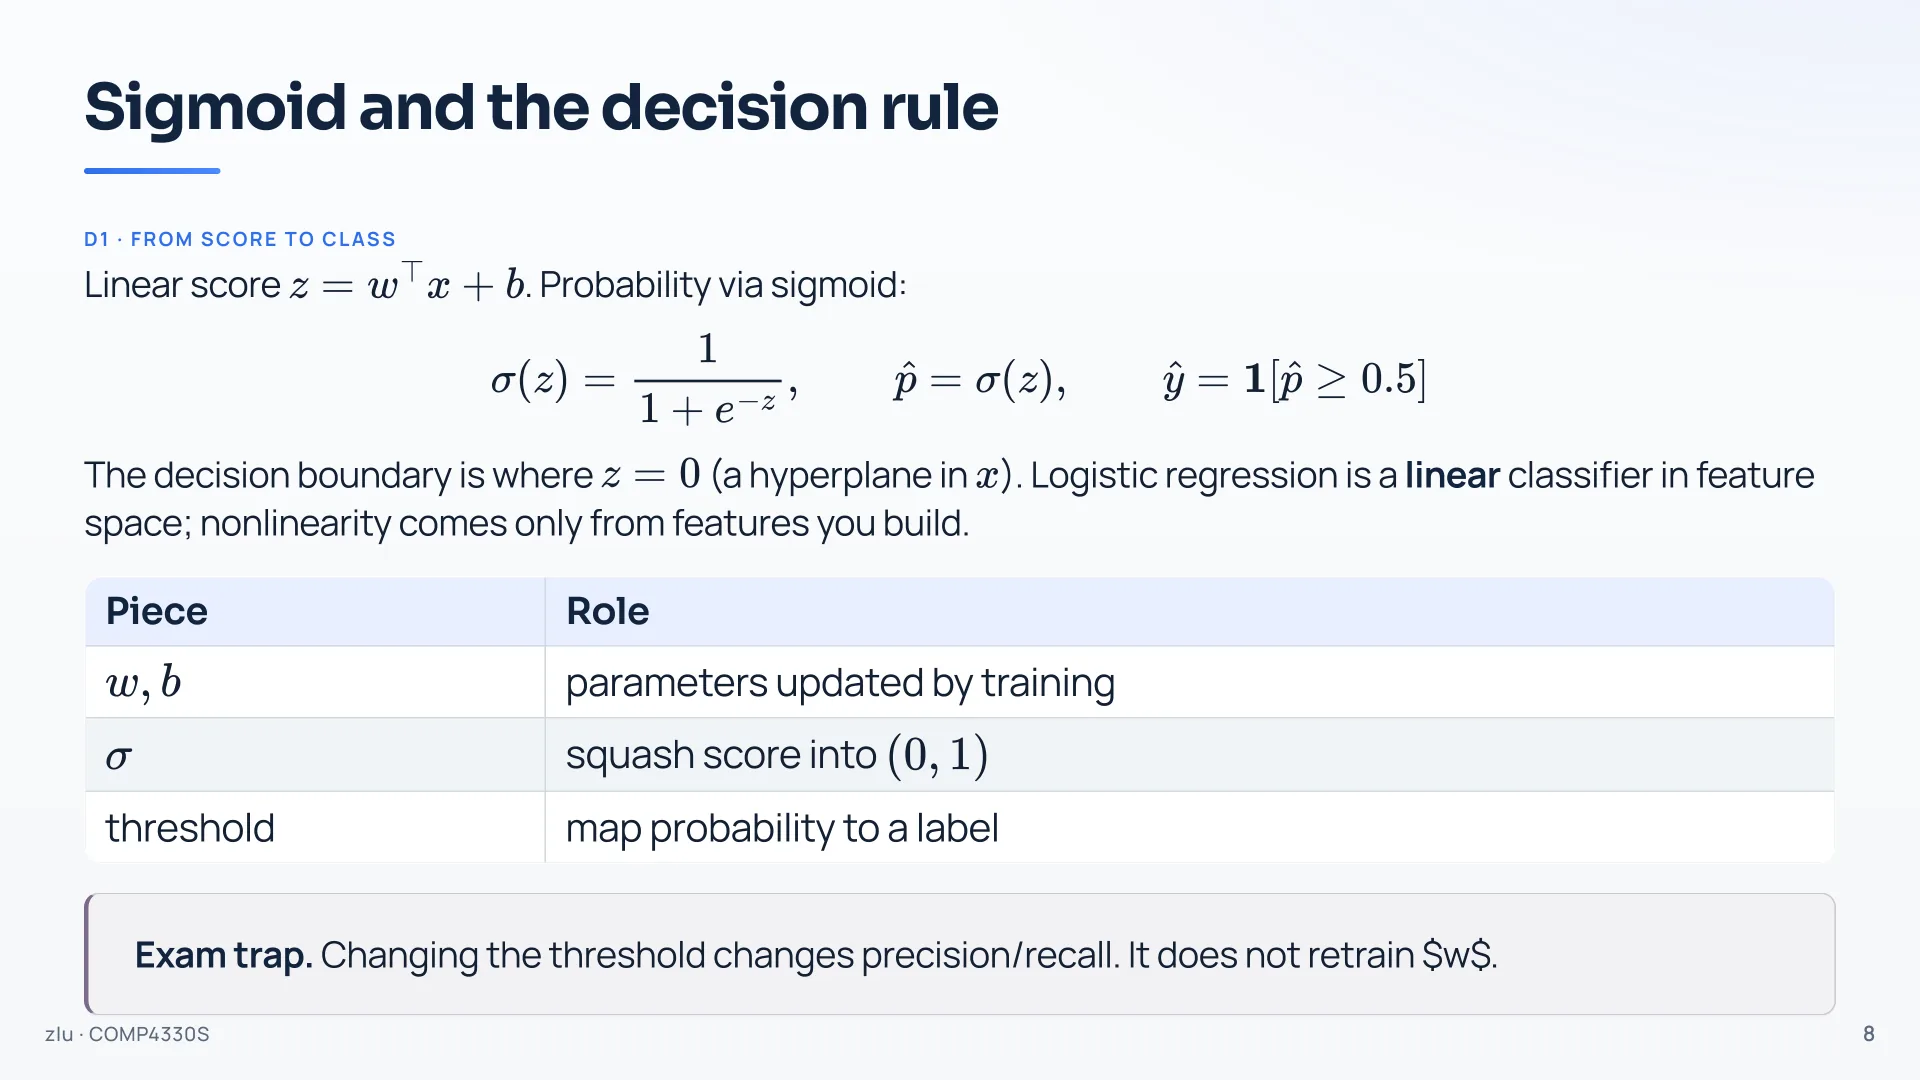 Sigmoid and the decision rule
D1 · FROM SCORE TO CLASS
Linear score z = w⊤x + b. Probability via sigmoid:
σ(z) = 1 / (1 + e^{−z}), p̂ = σ(z), ŷ = 𝟏[p̂ ≥ 0.5]
The decision boundary is where z = 0 (a hyperplane in x). Logistic regression is a linear classifier in feature
space; nonlinearity comes only from features you build.
Piece Role
w, b parameters updated by training
σ squash score into (0, 1)
threshold map probability to a label
Exam trap. Changing the threshold changes precision/recall. It does not retrain $w$.
zlu · COMP4330S 8